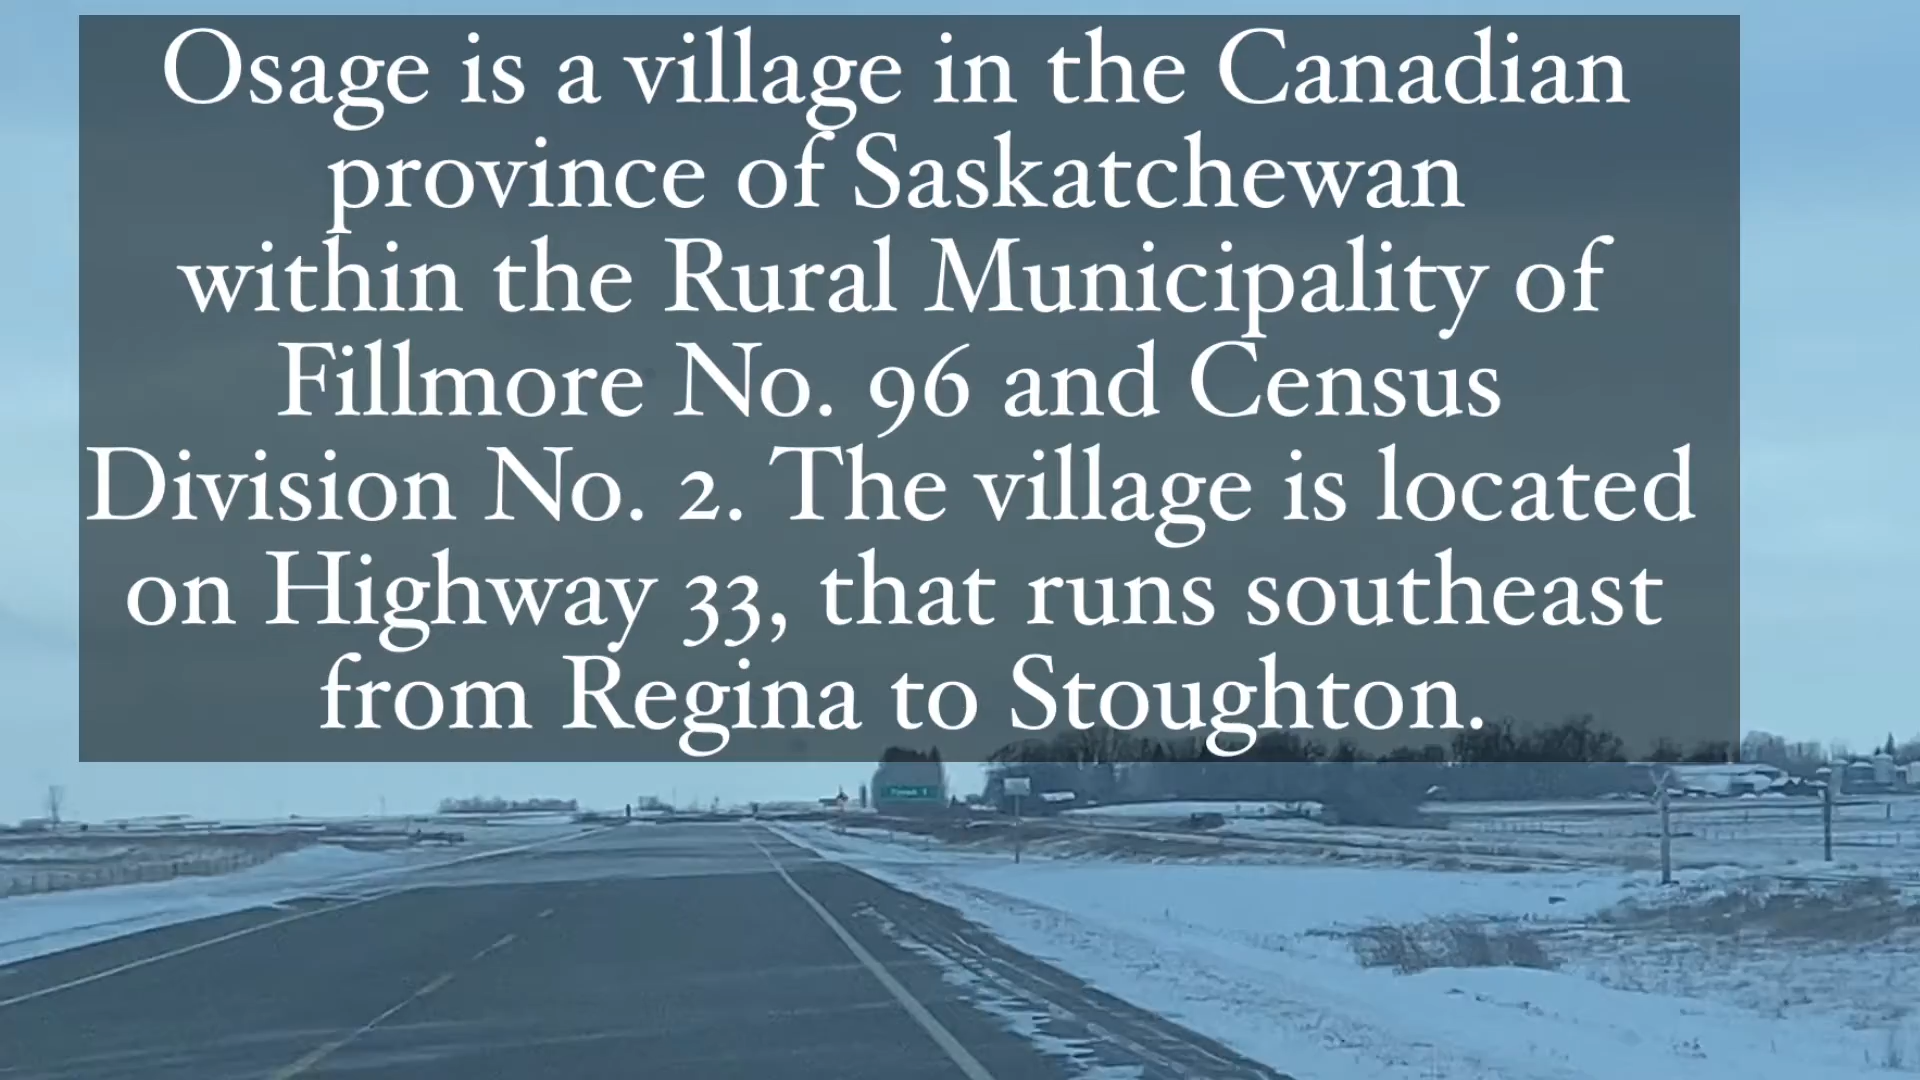 Osage is a village in the Canadian
province of Saskatchewan
within the Rural Municipality of
Fillmore No. 96 and Census
Division No. 2. The village is located
on Highway 33, that runs southeast
from Regina to Stoughton.